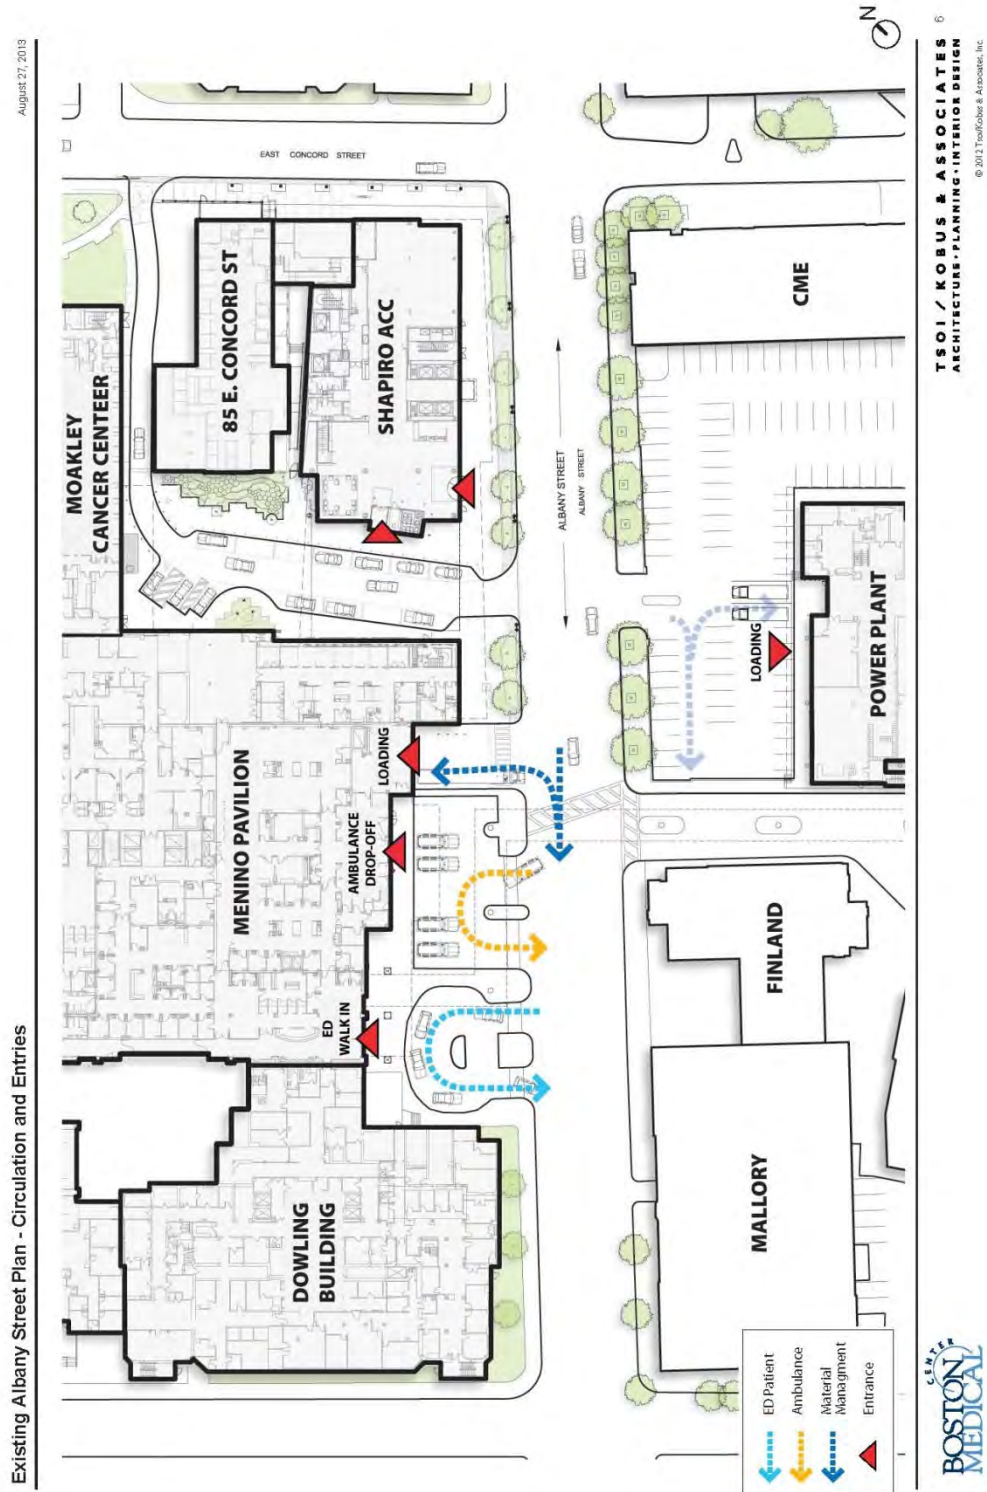 Existing Albany Street Plan - Circulation and Entries
August 27, 2013
MOAKLEY
CANCER CENTEER
85 E. CONCORD ST
EAST CONCORD STREET
SHAPIRO ACC
MENINO PAVILION
LOADING
AMBULANCE
DROP-OFF
ED
WALK IN
DOWLING
BUILDING
ALBANY STREET
ALBANY STREET
CME
LOADING
POWER PLANT
FINLAND
MALLORY
ED Patient
Ambulance
Material
Managment
Entrance
N
BOSTON
CENTER
MEDICAL
TSOI / KOBUS & ASSOCIATES 6
ARCHITECTURE • PLANNING • INTERIOR DESIGN
© 2012 Tsoi/Kobus & Associates, Inc.